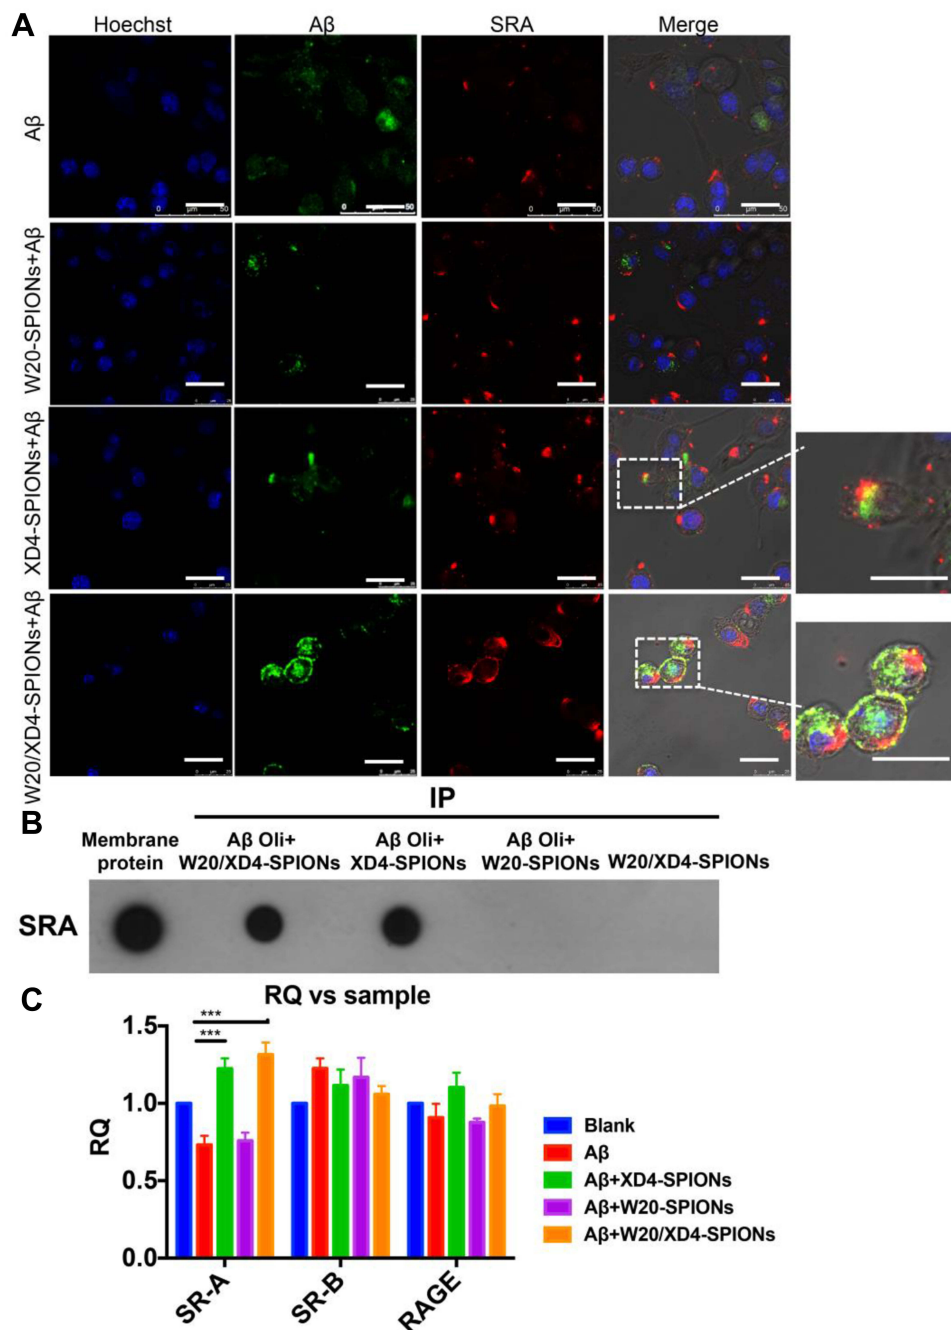 A
Hoechst Aβ SRA Merge
Aβ
0 µm 50
0 50
0 µm 50
0 µm 50
W20-SPIONs+Aβ
XD4-SPIONs+Aβ
W20/XD4-SPIONs+Aβ
IP
B
Membrane protein
Aβ Oli+
W20/XD4-SPIONs
Aβ Oli+
XD4-SPIONs
Aβ Oli+
W20-SPIONs
W20/XD4-SPIONs
SRA
C
RQ vs sample
***
***
1.5
1.0
0.5
0.0
RQ
SR-A
SR-B
RAGE
Blank
Aβ
Aβ+XD4-SPIONs
Aβ+W20-SPIONs
Aβ+W20/XD4-SPIONs